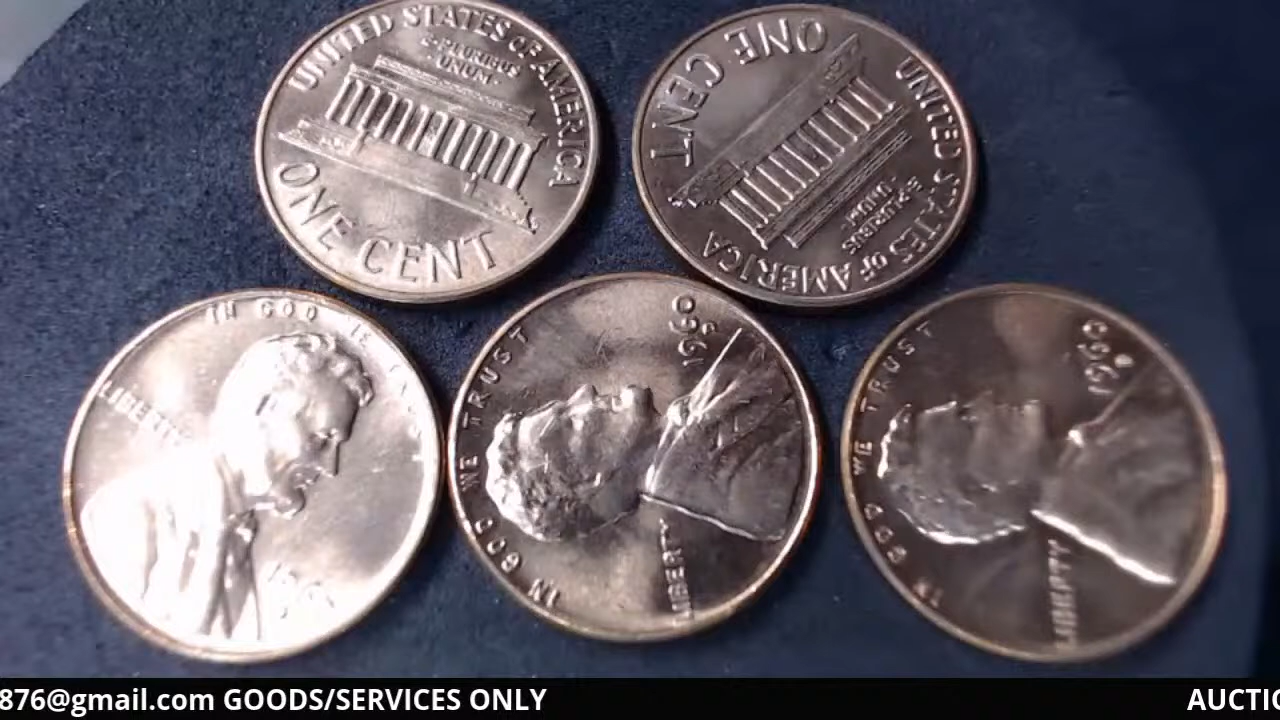 UNITED STATES OF AMERICA
E·PLURIBUS
·UNUM·
ONE CENT
ONE CENT
UNITED STATES OF AMERICA
E·PLURIBUS
·UNUM·
IN GOD WE TRUST
LIBERTY
IN GOD WE TRUST
LIBERTY
1960
IN GOD WE TRUST
LIBERTY
1960
876@gmail.com GOODS/SERVICES ONLY